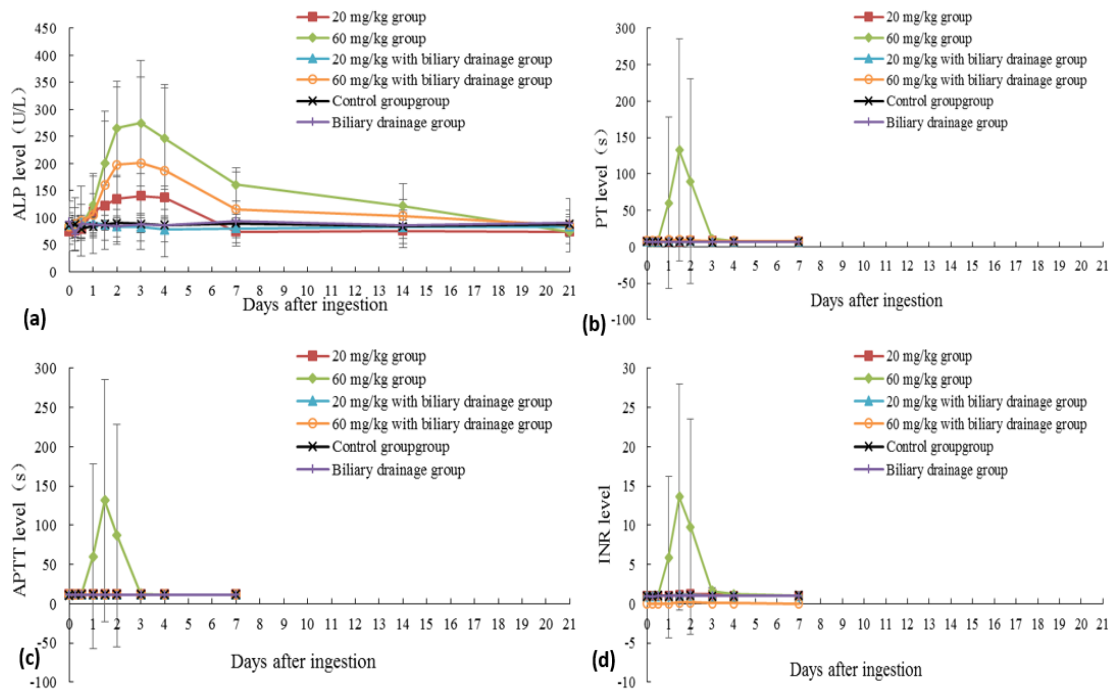 20 mg/kg group
60 mg/kg group
20 mg/kg with biliary drainage group
60 mg/kg with biliary drainage group
Control groupgroup
Biliary drainage group
ALP level（U/L）
450
400
350
300
250
200
150
100
50
0
0 1 2 3 4 5 6 7 8 9 10 11 12 13 14 15 16 17 18 19 20 21
Days after ingestion
(a)
20 mg/kg group
60 mg/kg group
20 mg/kg with biliary drainage group
60 mg/kg with biliary drainage group
Control groupgroup
Biliary drainage group
PT level（s）
300
250
200
150
100
50
0
-50
-100
0 1 2 3 4 5 6 7 8 9 10 11 12 13 14 15 16 17 18 19 20 21
Days after ingestion
(b)
20 mg/kg group
60 mg/kg group
20 mg/kg with biliary drainage group
60 mg/kg with biliary drainage group
Control groupgroup
Biliary drainage group
APTT level（s）
300
250
200
150
100
50
0
-50
-100
0 1 2 3 4 5 6 7 8 9 10 11 12 13 14 15 16 17 18 19 20 21
Days after ingestion
(c)
20 mg/kg group
60 mg/kg group
20 mg/kg with biliary drainage group
60 mg/kg with biliary drainage group
Control groupgroup
Biliary drainage group
INR level
30
25
20
15
10
5
0
-5
-10
0 1 2 3 4 5 6 7 8 9 10 11 12 13 14 15 16 17 18 19 20 21
Days after ingestion
(d)